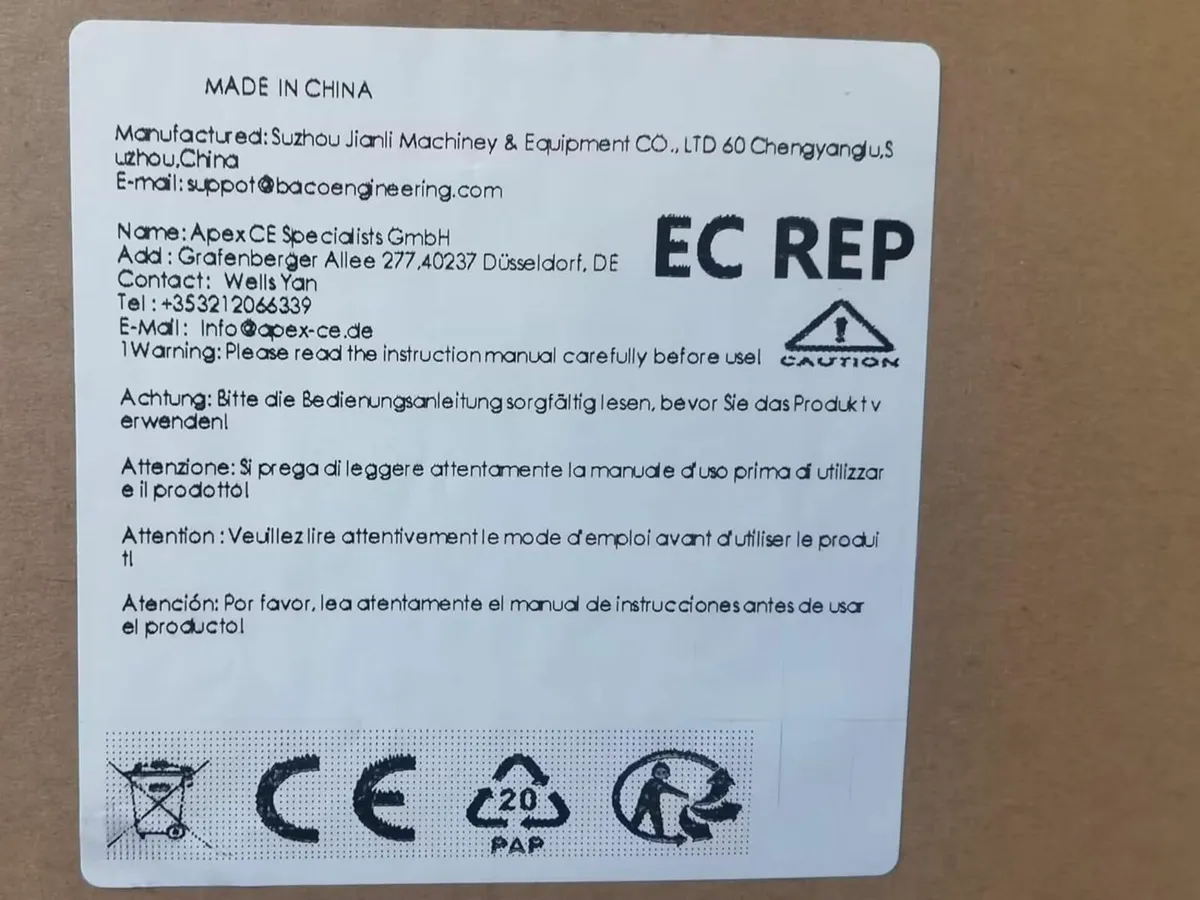 MADE IN CHINA
Manufactured: Suzhou Jianli Machiney & Equipment CO., LTD 60 Chengyanglu,S
uzhou,China
E-mail: suppot@bacoengineering.com
Name: Apex CE Specialists GmbH
Add : Grafenberger Allee 277,40237 Düsseldorf, DE
Contact: Wells Yan
Tel : +353212066339
E-Mail: Info@apex-ce.de
EC REP
1Warning: Please read the instruction manual carefully before use!
CAUTION
Achtung: Bitte die Bedienungsanleitung sorgfältig lesen, bevor Sie das Produkt v
erwenden!
Attenzione: Si prega di leggere attentamente la manuale d'uso prima di utilizzar
e il prodotto!
Attention : Veuillez lire attentivement le mode d'emploi avant d'utiliser le produi
t!
Atención: Por favor, lea atentamente el manual de instrucciones antes de usar
el producto!
CE
20
PAP